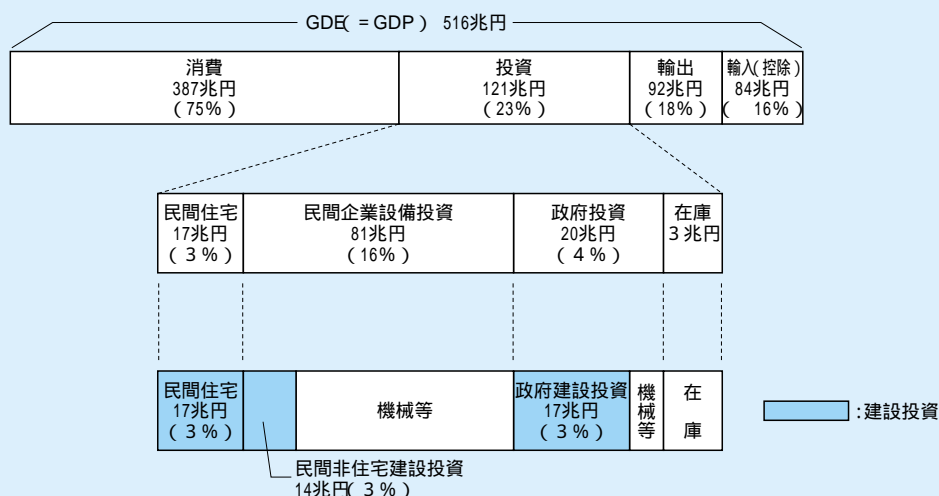 GDE(=GDP) 516兆円
消費
387兆円
(75%)
投資
121兆円
(23%)
輸出
92兆円
(18%)
輸入(控除)
84兆円
( 16%)
民間住宅
17兆円
(3%)
民間企業設備投資
81兆円
(16%)
政府投資
20兆円
(4%)
在庫
3兆円
民間住宅
17兆円
(3%)
機械等
政府建設投資
17兆円
(3%)
機械等
在庫
:建設投資
民間非住宅建設投資
14兆円(3%)